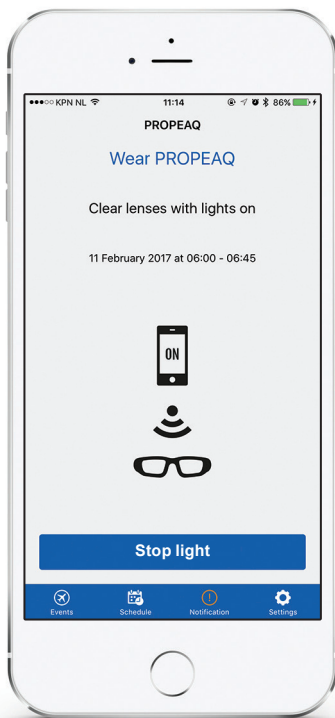 KPN NL 11:14 86%
PROPEAQ
Wear PROPEAQ
Clear lenses with lights on
11 February 2017 at 06:00 - 06:45
ON
Stop light
Events Schedule Notification Settings